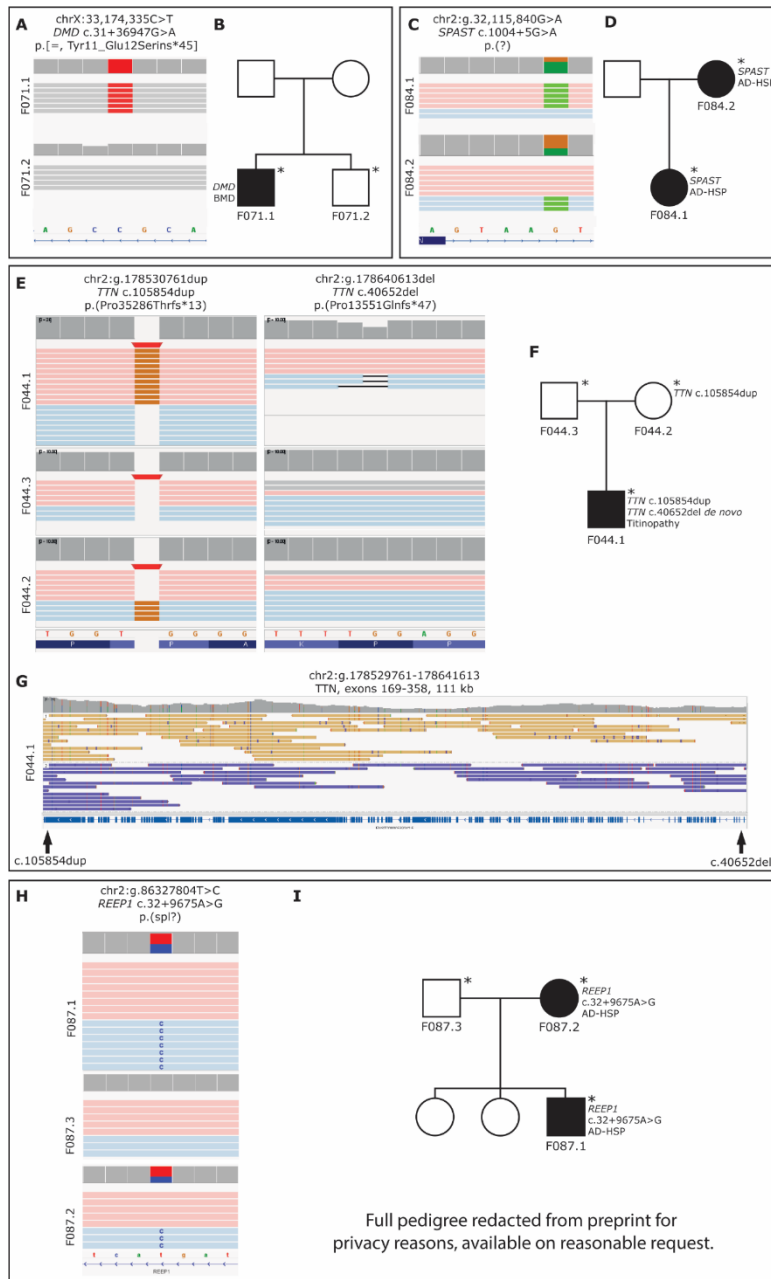 A
chrX:33,174,335C>T
DMD c.31+36947G>A
p.[=, Tyr11_Glu12Serins*45]
F071.1
F071.2
A G C C G C A
B
*
*
DMD
BMD
F071.1
F071.2
C
chr2:g.32,115,840G>A
SPAST c.1004+5G>A
p.(?)
F084.1
F084.2
A G T A A G T
D
*
SPAST
AD-HSP
F084.2
*
SPAST
AD-HSP
F084.1
E
chr2:g.178530761dup
TTN c.105854dup
p.(Pro35286Thrfs*13)
chr2:g.178640613del
TTN c.40652del
p.(Pro13551Glnfs*47)
F044.1
F044.3
F044.2
T G G T G G G G
P P A
T T T T G G A G G
K P P
F
*
*
TTN c.105854dup
F044.3
F044.2
*
TTN c.105854dup
TTN c.40652del de novo
Titinopathy
F044.1
G
chr2:g.178529761-178641613
TTN, exons 169-358, 111 kb
F044.1
c.105854dup
c.40652del
H
chr2:g.86327804T>C
REEP1 c.32+9675A>G
p.(spl?)
F087.1
C
C
C
C
C
C
C
F087.3
F087.2
C
C
C
C
t c a t g a t
REEP1
I
*
*
REEP1
c.32+9675A>G
AD-HSP
F087.3
F087.2
*
REEP1
c.32+9675A>G
AD-HSP
F087.1
Full pedigree redacted from preprint for
privacy reasons, available on reasonable request.